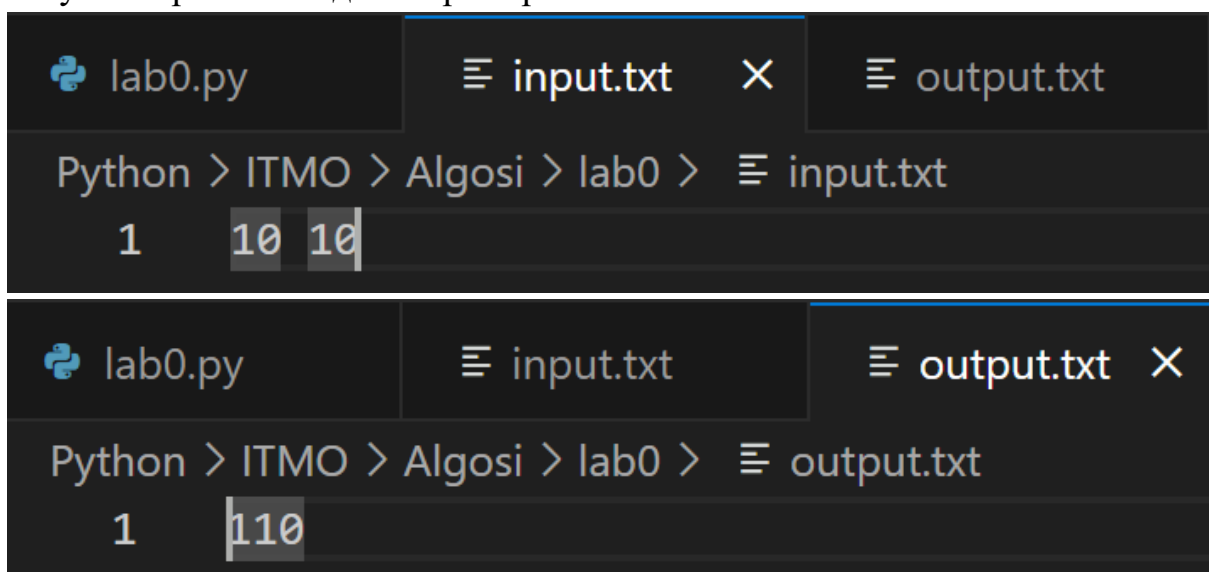 lab0.py input.txt output.txt
Python > ITMO > Algosi > lab0 > input.txt
1 10 10
lab0.py input.txt output.txt
Python > ITMO > Algosi > lab0 > output.txt
1 110